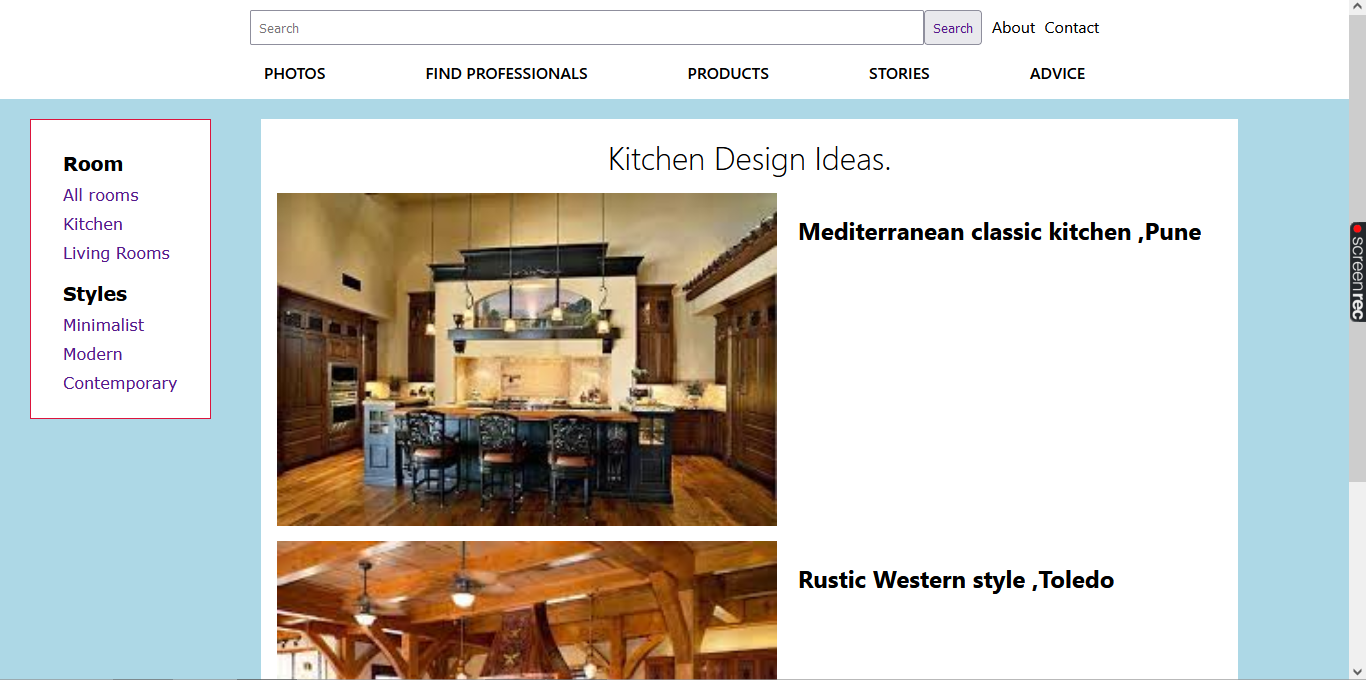 Search Search About Contact
PHOTOS FIND PROFESSIONALS PRODUCTS STORIES ADVICE
Room
All rooms
Kitchen
Living Rooms
Styles
Minimalist
Modern
Contemporary
Kitchen Design Ideas.
Mediterranean classic kitchen ,Pune
Rustic Western style ,Toledo
screenrec